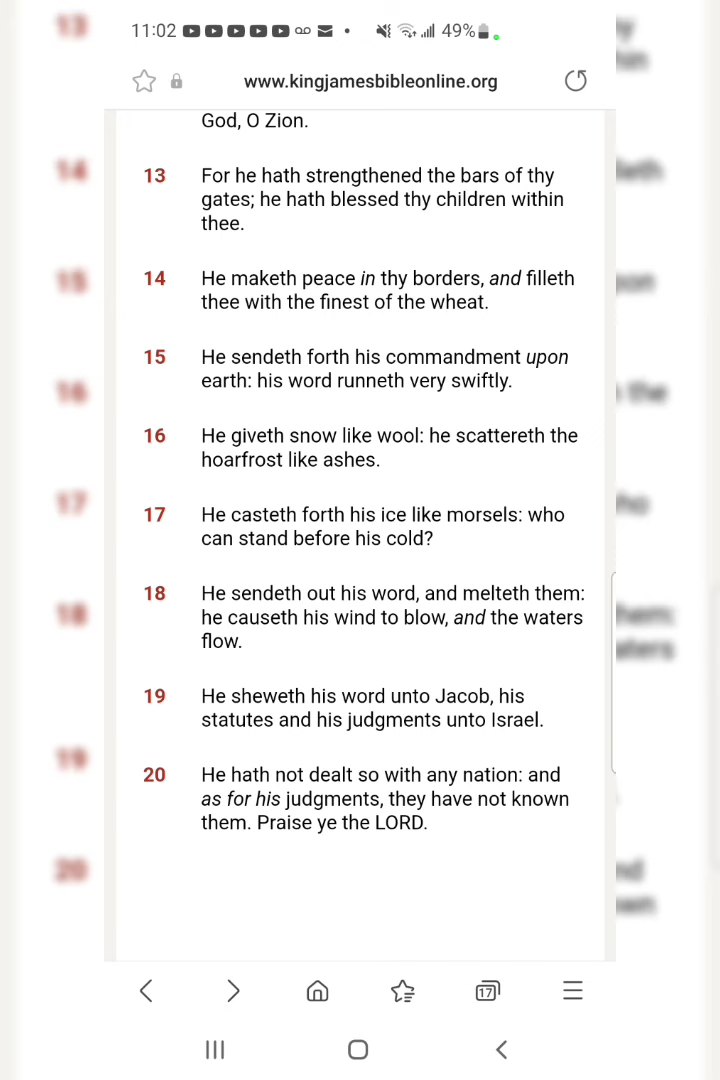 11:02 49%
www.kingjamesbibleonline.org
God, O Zion.
13 For he hath strengthened the bars of thy
gates; he hath blessed thy children within
thee.
14 He maketh peace in thy borders, and filleth
thee with the finest of the wheat.
15 He sendeth forth his commandment upon
earth: his word runneth very swiftly.
16 He giveth snow like wool: he scattereth the
hoarfrost like ashes.
17 He casteth forth his ice like morsels: who
can stand before his cold?
18 He sendeth out his word, and melteth them:
he causeth his wind to blow, and the waters
flow.
19 He sheweth his word unto Jacob, his
statutes and his judgments unto Israel.
20 He hath not dealt so with any nation: and
as for his judgments, they have not known
them. Praise ye the LORD.
17